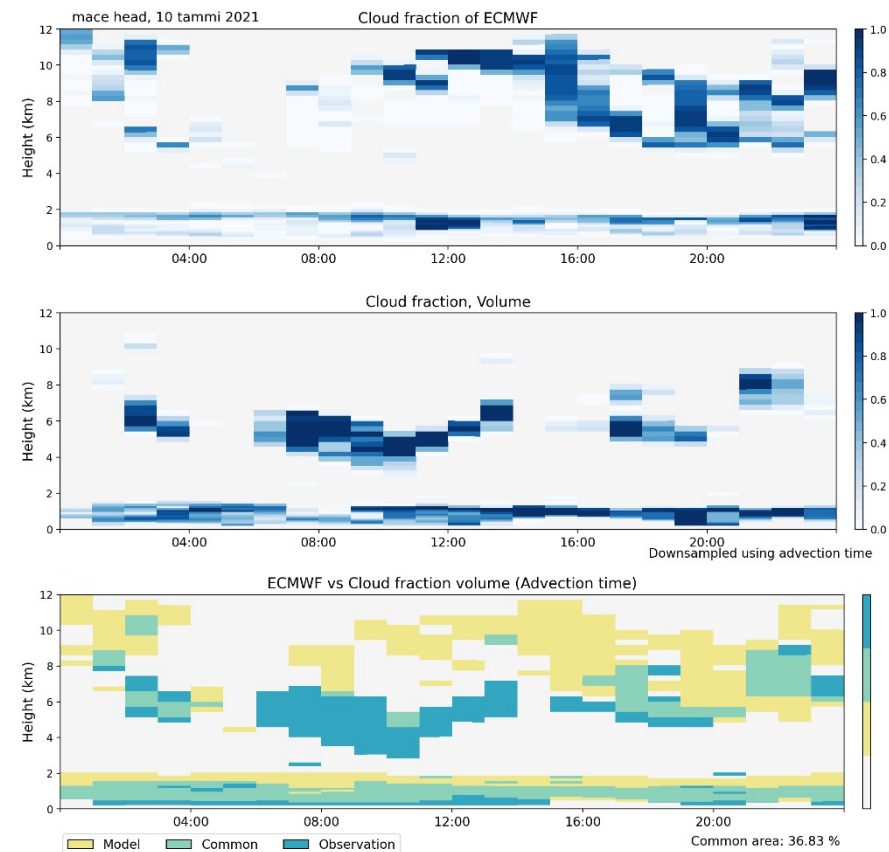 mace head, 10 tammi 2021
Cloud fraction of ECMWF
Height (km)
12
10
8
6
4
2
0
04:00 08:00 12:00 16:00 20:00
1.0
0.8
0.6
0.4
0.2
0.0
Cloud fraction, Volume
Height (km)
12
10
8
6
4
2
0
04:00 08:00 12:00 16:00 20:00
1.0
0.8
0.6
0.4
0.2
0.0
Downsampled using advection time
ECMWF vs Cloud fraction volume (Advection time)
Height (km)
12
10
8
6
4
2
0
04:00 08:00 12:00 16:00 20:00
Model Common Observation
Common area: 36.83 %